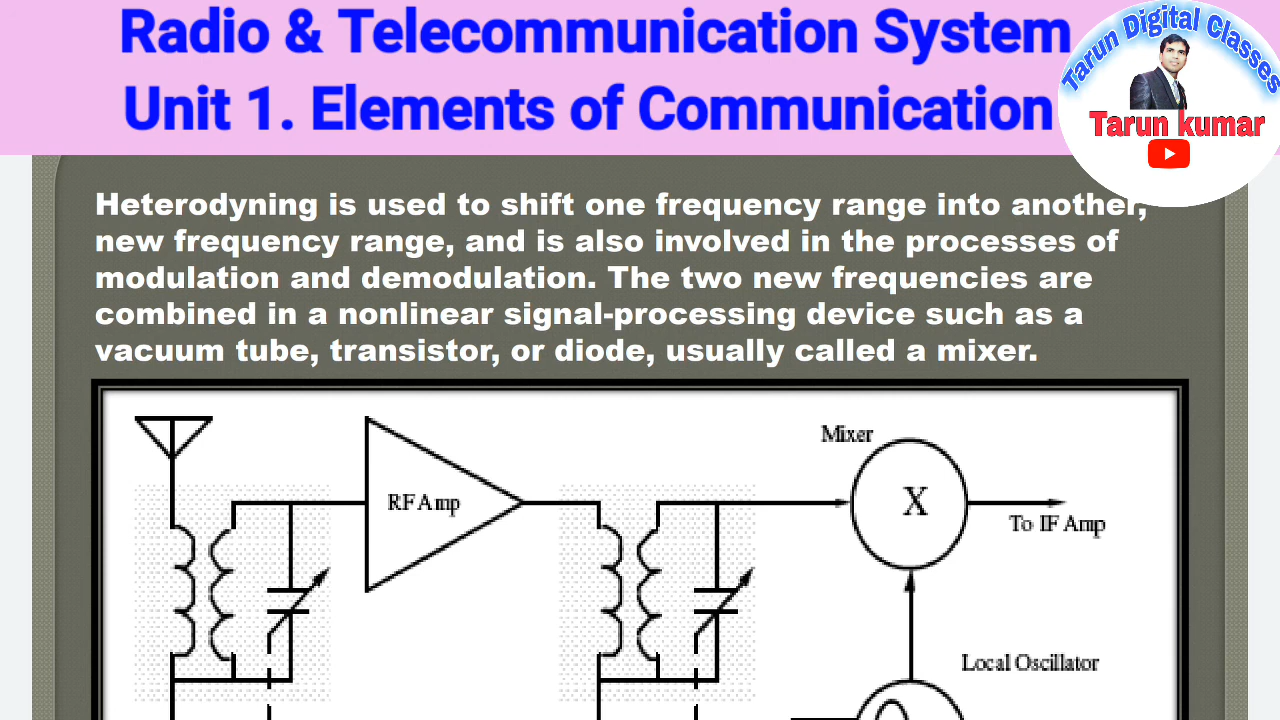 Radio & Telecommunication System
Unit 1. Elements of Communication
Tarun Digital Classes
Tarun kumar
Heterodyning is used to shift one frequency range into another,
new frequency range, and is also involved in the processes of
modulation and demodulation. The two new frequencies are
combined in a nonlinear signal-processing device such as a
vacuum tube, transistor, or diode, usually called a mixer.
Mixer
RF Amp
X
To IF Amp
Local Oscillator